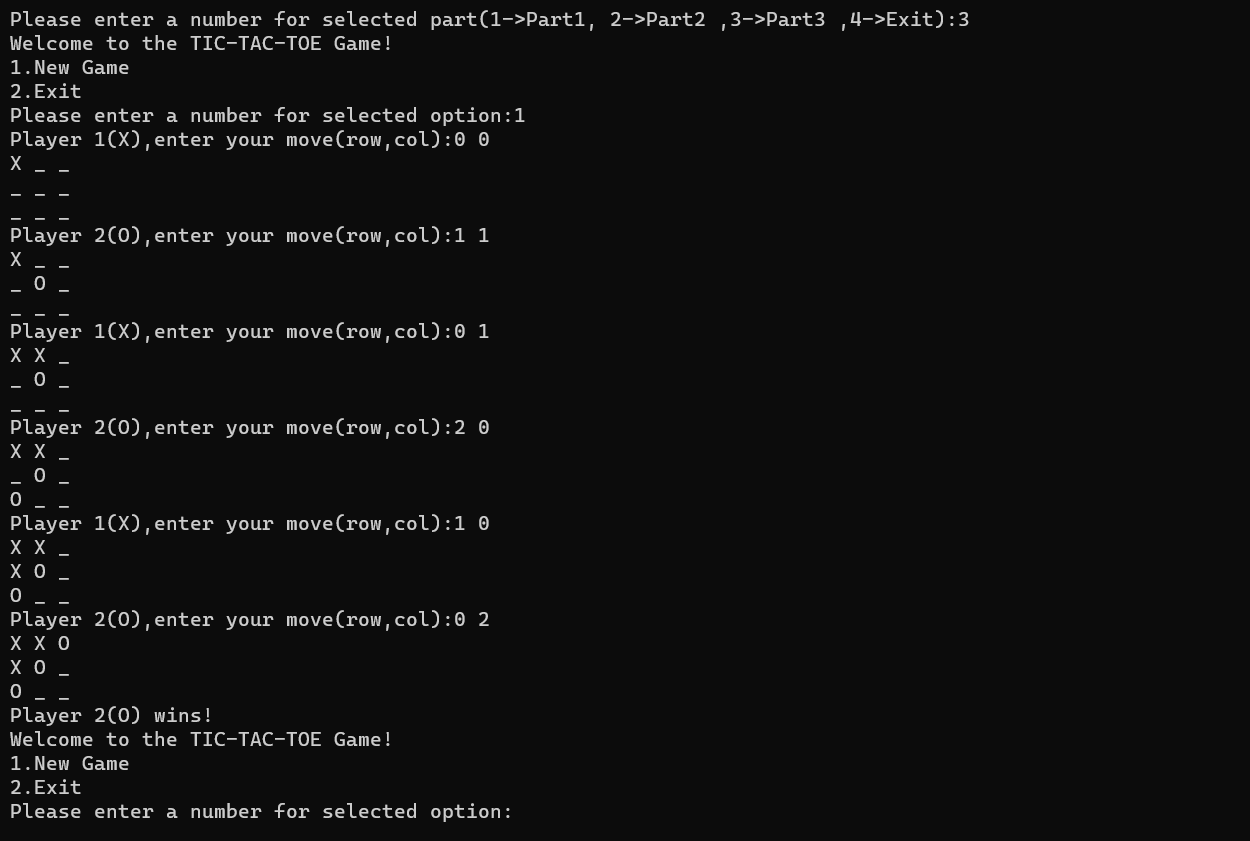 Please enter a number for selected part(1->Part1, 2->Part2 ,3->Part3 ,4->Exit):3
Welcome to the TIC-TAC-TOE Game!
1.New Game
2.Exit
Please enter a number for selected option:1
Player 1(X),enter your move(row,col):0 0
X _ _
_ _ _
_ _ _
Player 2(O),enter your move(row,col):1 1
X _ _
_ O _
_ _ _
Player 1(X),enter your move(row,col):0 1
X X _
_ O _
_ _ _
Player 2(O),enter your move(row,col):2 0
X X _
_ O _
O _ _
Player 1(X),enter your move(row,col):1 0
X X _
X O _
O _ _
Player 2(O),enter your move(row,col):0 2
X X O
X O _
O _ _
Player 2(O) wins!
Welcome to the TIC-TAC-TOE Game!
1.New Game
2.Exit
Please enter a number for selected option: